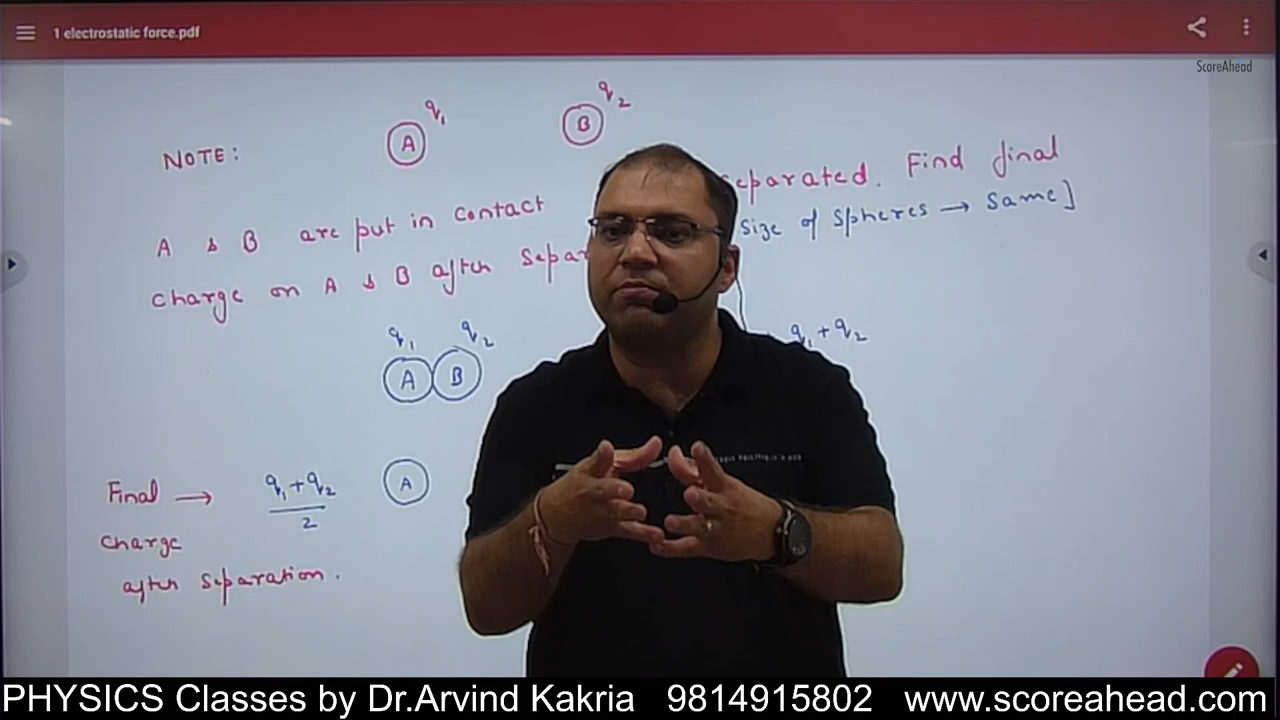 1 electrostatic force.pdf
ScoreAhead
q1 q2
NOTE: A B
A & B are put in contact separated. Find final
charge on A & B after Separ size of spheres → same]
q1 q2 q1+q2
A B
Final → q1+q2/2 A
charge
after separation.
PHYSICS Classes by Dr.Arvind Kakria 9814915802 www.scoreahead.com